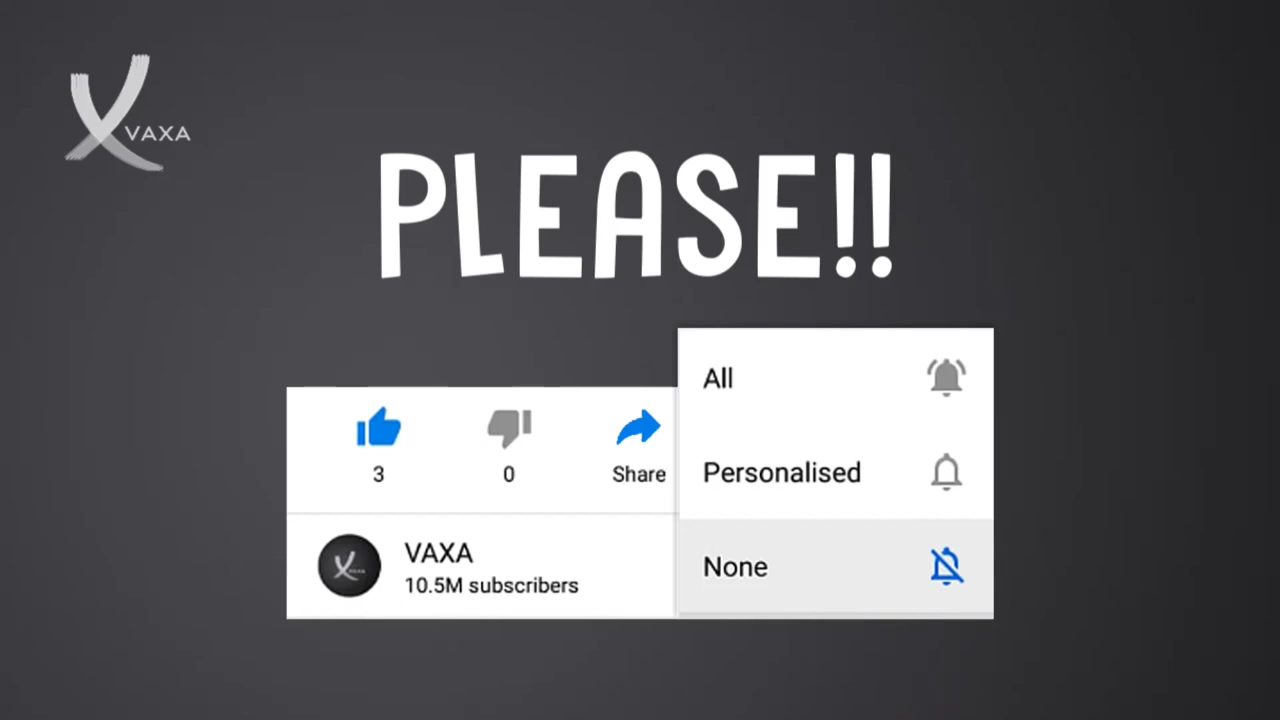 VAXA
PLEASE!!
All
3
0
Share
Personalised
VAXA
10.5M subscribers
None